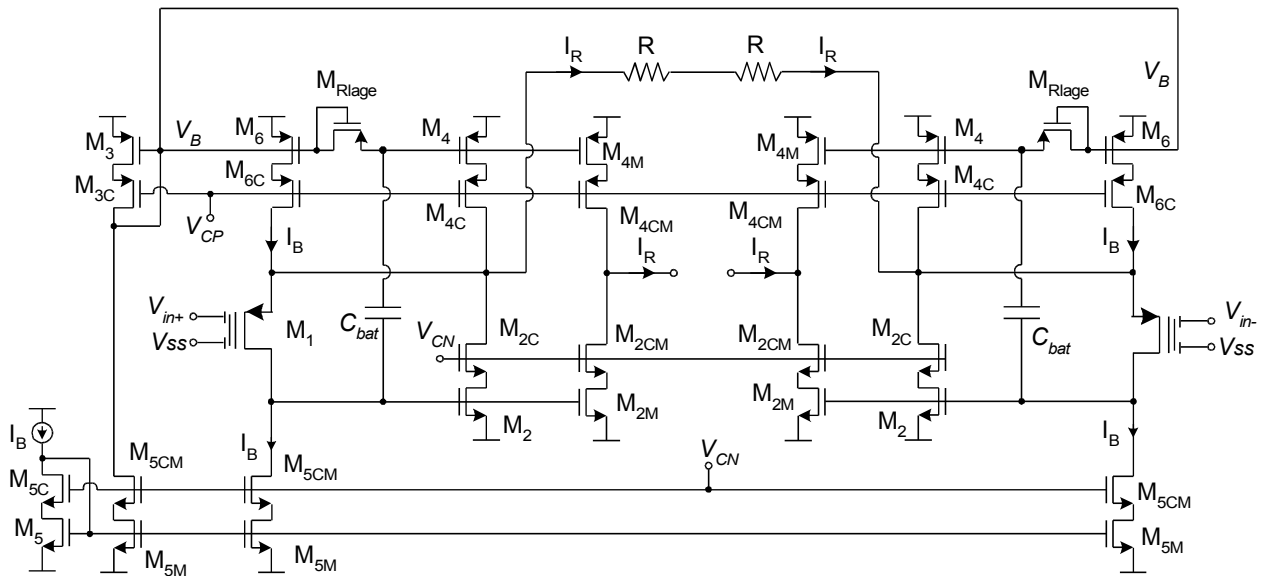 I_R R R I_R
M_Rlage M_Rlage V_B
M_3 V_B M_6 M_4 M_4M M_4M M_4 M_6
M_3C M_6C M_4C M_4CM M_4CM M_4C M_6C
V_CP
I_B I_R I_R I_B
V_in+ V_SS M_1 C_bat V_CN M_2C M_2CM M_2CM M_2C C_bat V_in- V_SS
M_2 M_2M M_2M M_2
I_B M_5CM I_B M_5CM V_CN I_B
M_5C M_5CM
M_5 M_5M M_5M M_5M